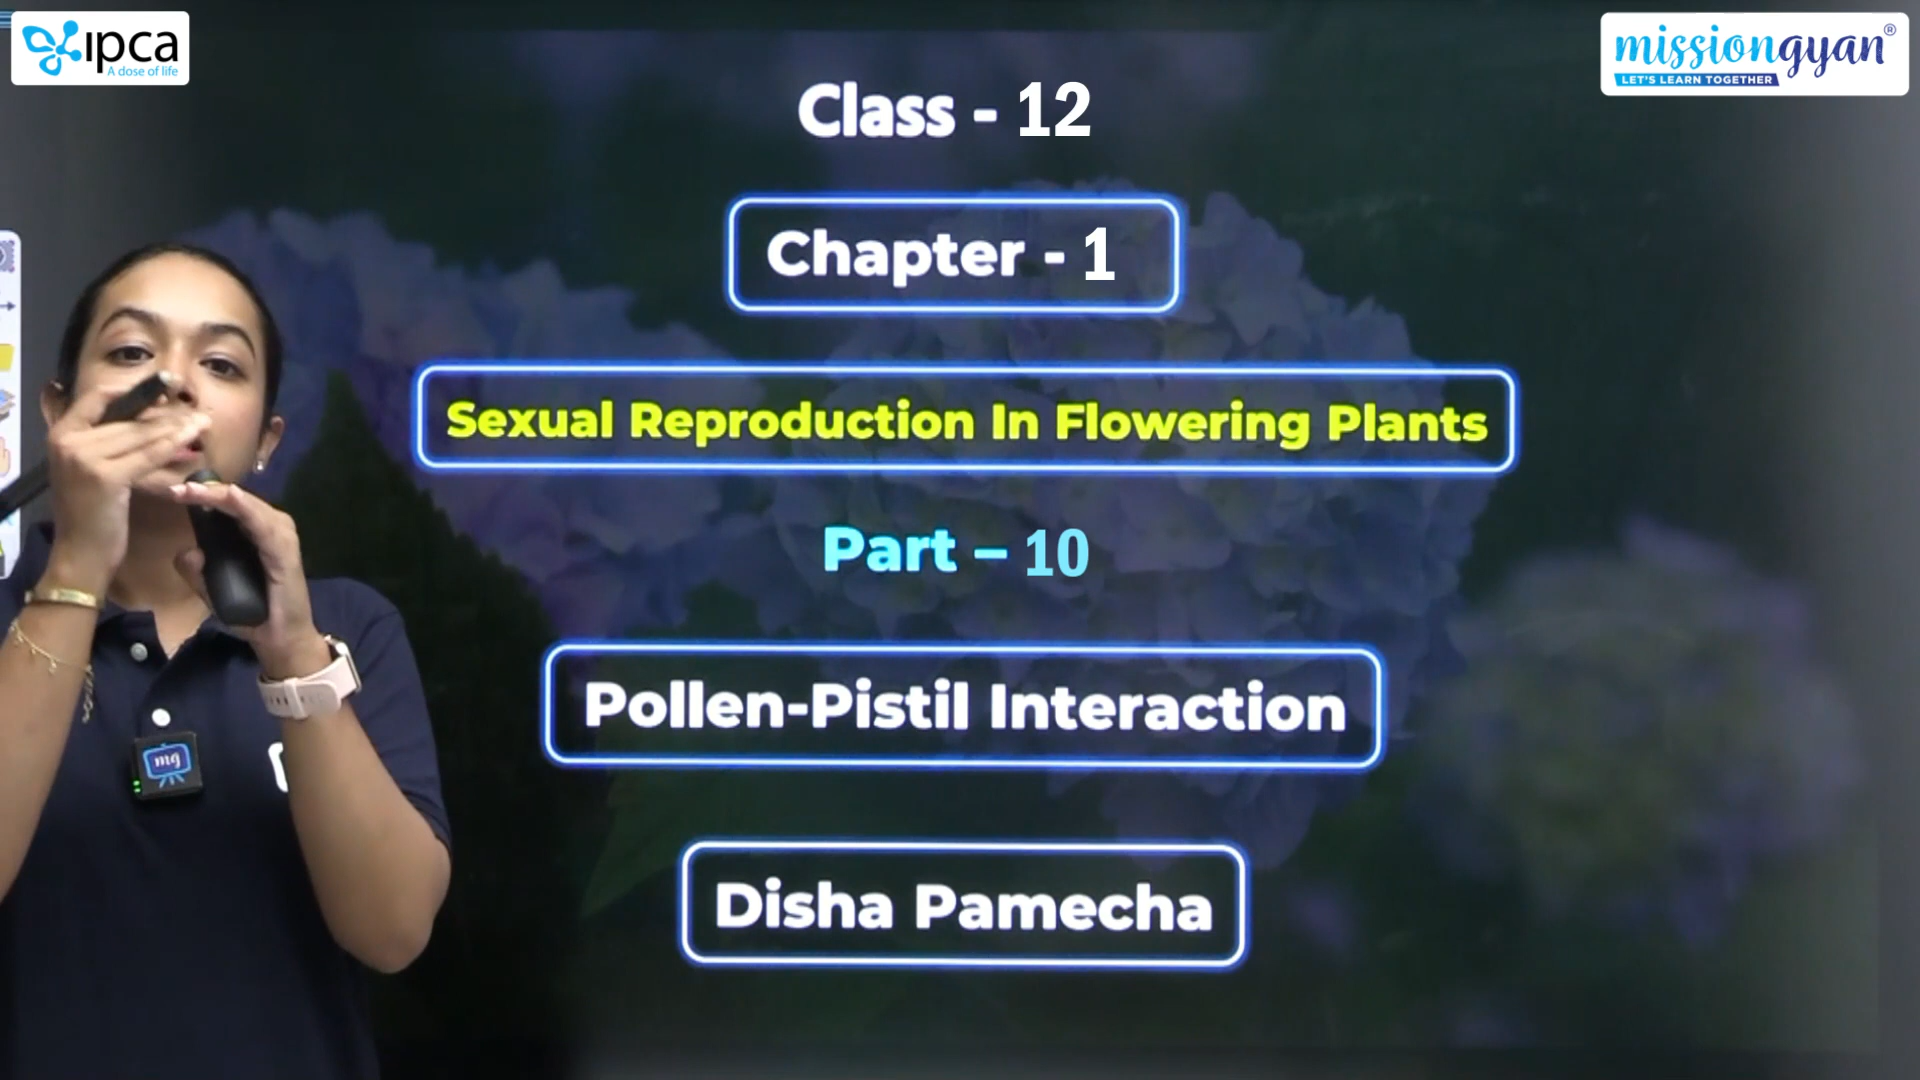 ipca
A dose of life
missiongyan®
LET'S LEARN TOGETHER
Class - 12
Chapter - 1
Sexual Reproduction In Flowering Plants
Part – 10
Pollen-Pistil Interaction
mg
Disha Pamecha